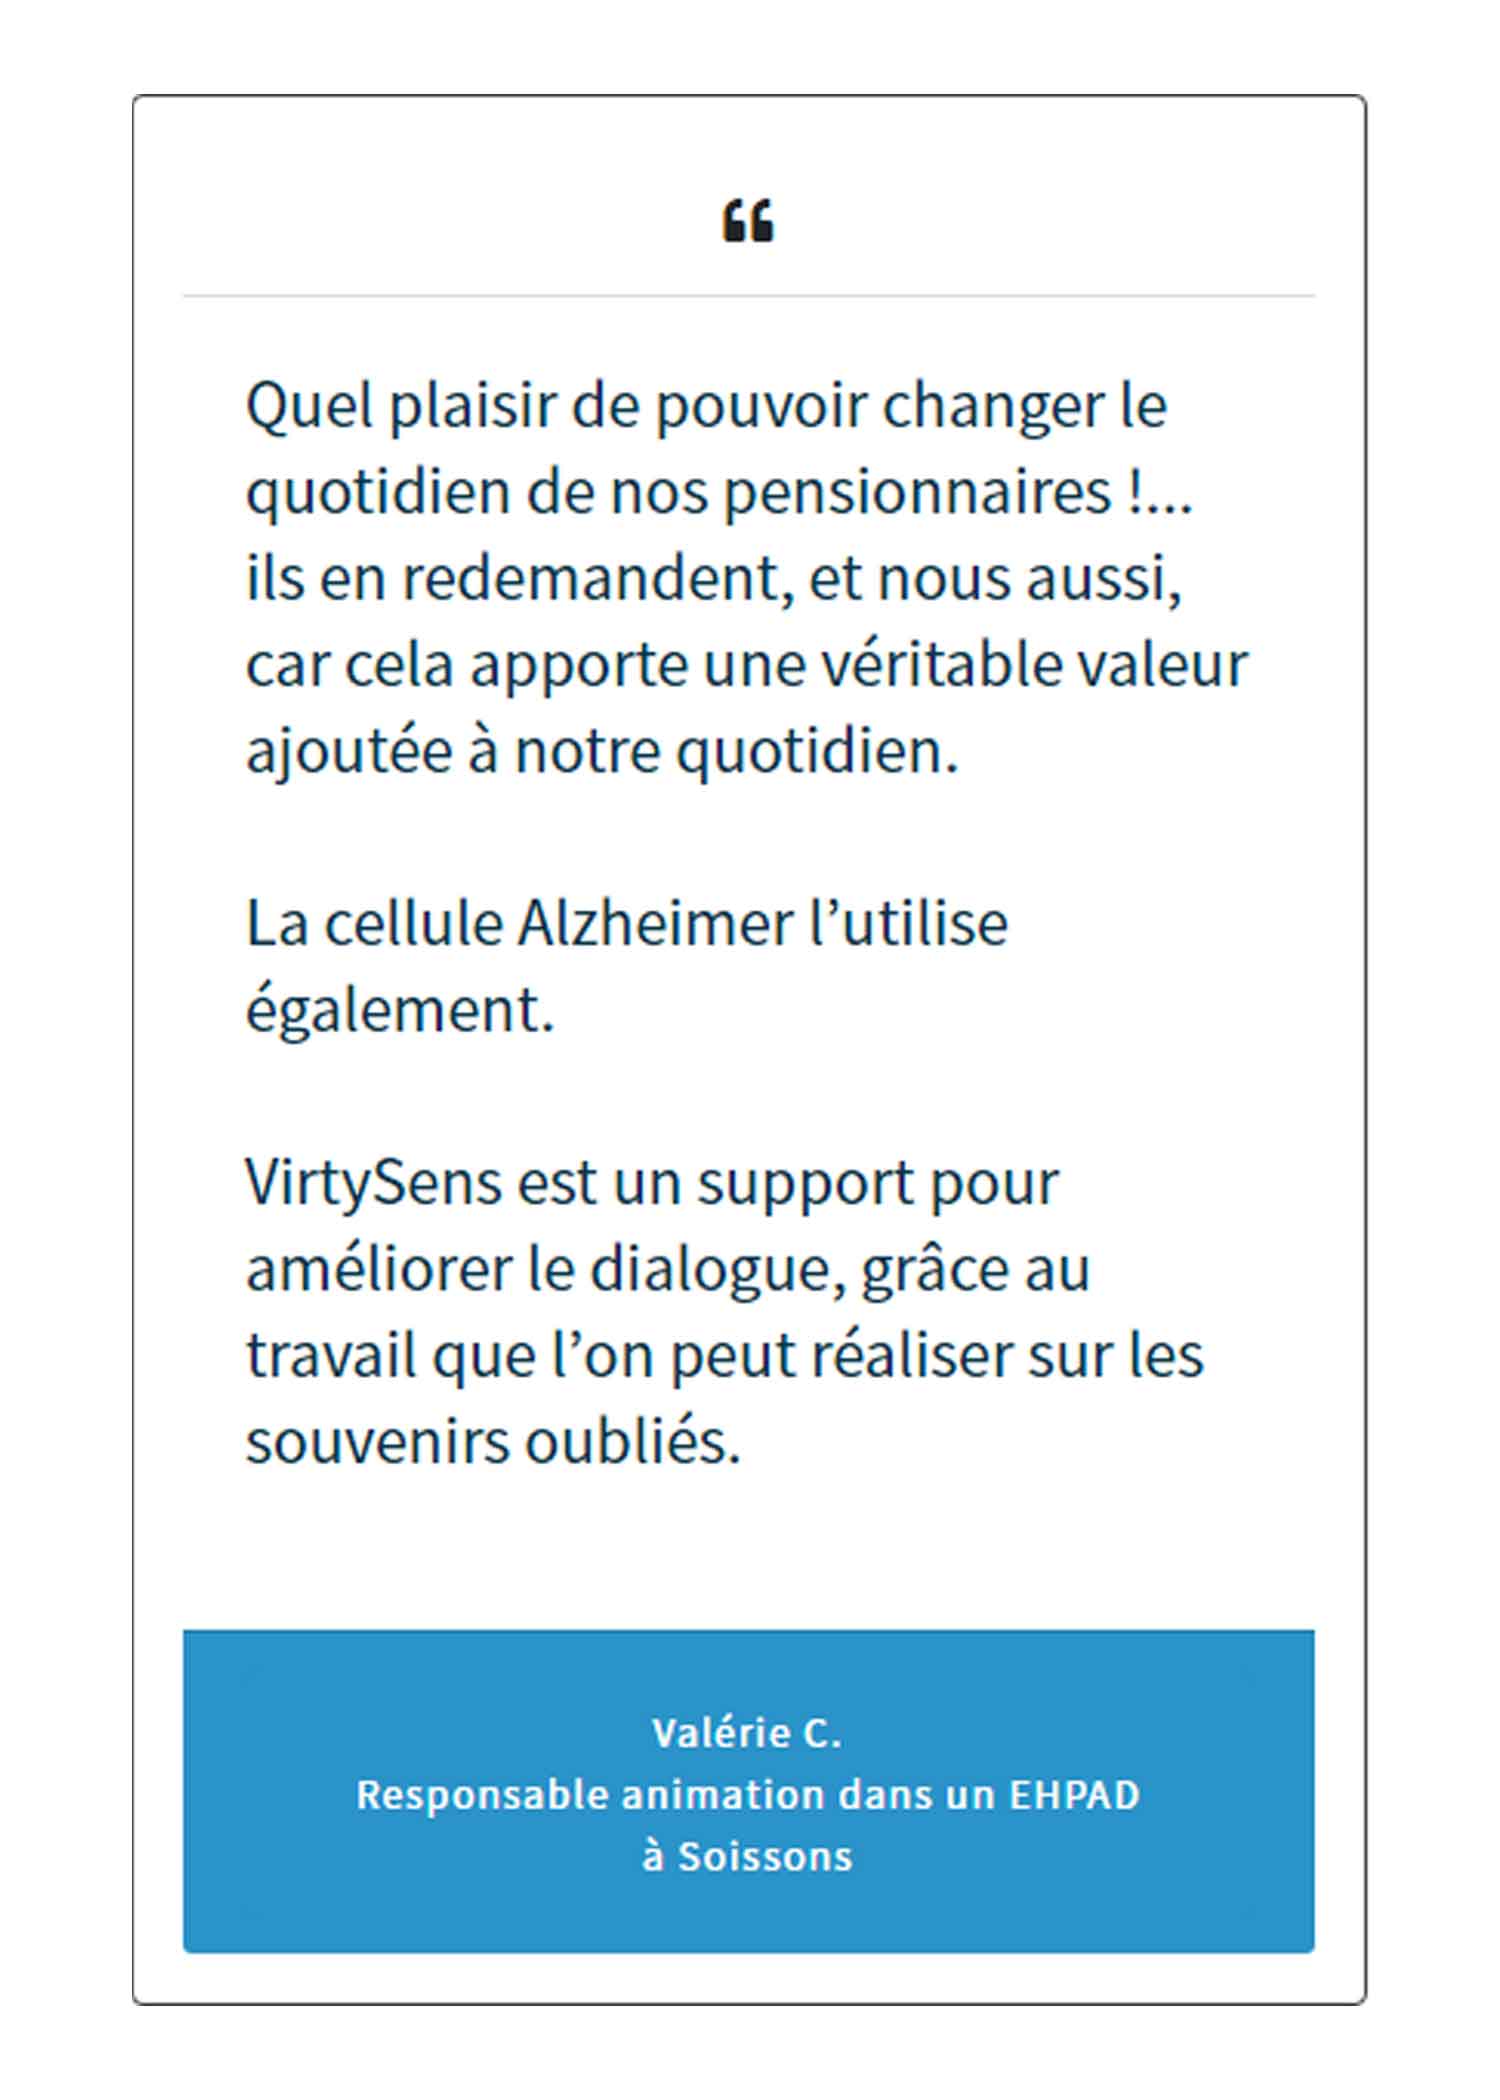 “
Quel plaisir de pouvoir changer le
quotidien de nos pensionnaires !...
ils en redemandent, et nous aussi,
car cela apporte une véritable valeur
ajoutée à notre quotidien.
La cellule Alzheimer l’utilise
également.
VirtySens est un support pour
améliorer le dialogue, grâce au
travail que l’on peut réaliser sur les
souvenirs oubliés.
Valérie C.
Responsable animation dans un EHPAD
à Soissons